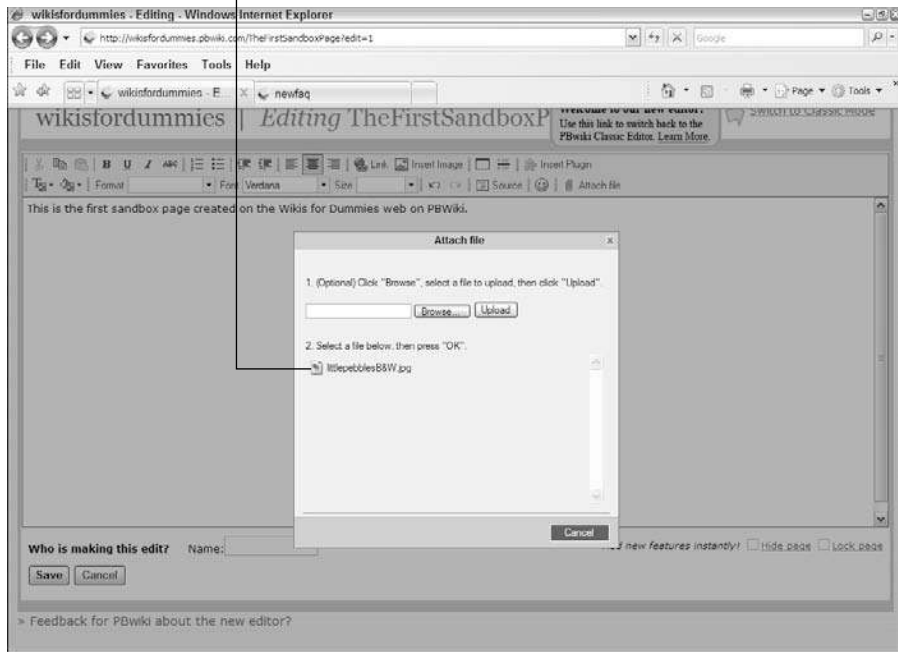 wikisfordummies - Editing - Windows Internet Explorer
http://wikisfordummies.pbwiki.com/TheFirstSandboxPage?edit=1
Google
File Edit View Favorites Tools Help
wikisfordummies - E...
newfaq
Page
Tools
wikisfordummies | Editing TheFirstSandboxP
Welcome to our new editor!
Use this link to switch back to the
PBwiki Classic Editor. Learn More.
Switch to Classic Mode
B U I ABC Link Insert Image Insert Plugin
Format Font Verdana Size Source Attach file
This is the first sandbox page created on the Wikis for Dummies web on PBWiki.
Attach file
x
1. (Optional) Click "Browse", select a file to upload, then click "Upload".
Browse... Upload
2. Select a file below, then press "OK".
littlepebblesB&W.jpg
Cancel
Who is making this edit? Name:
new features instantly! Hide page Lock page
Save Cancel
» Feedback for PBwiki about the new editor?